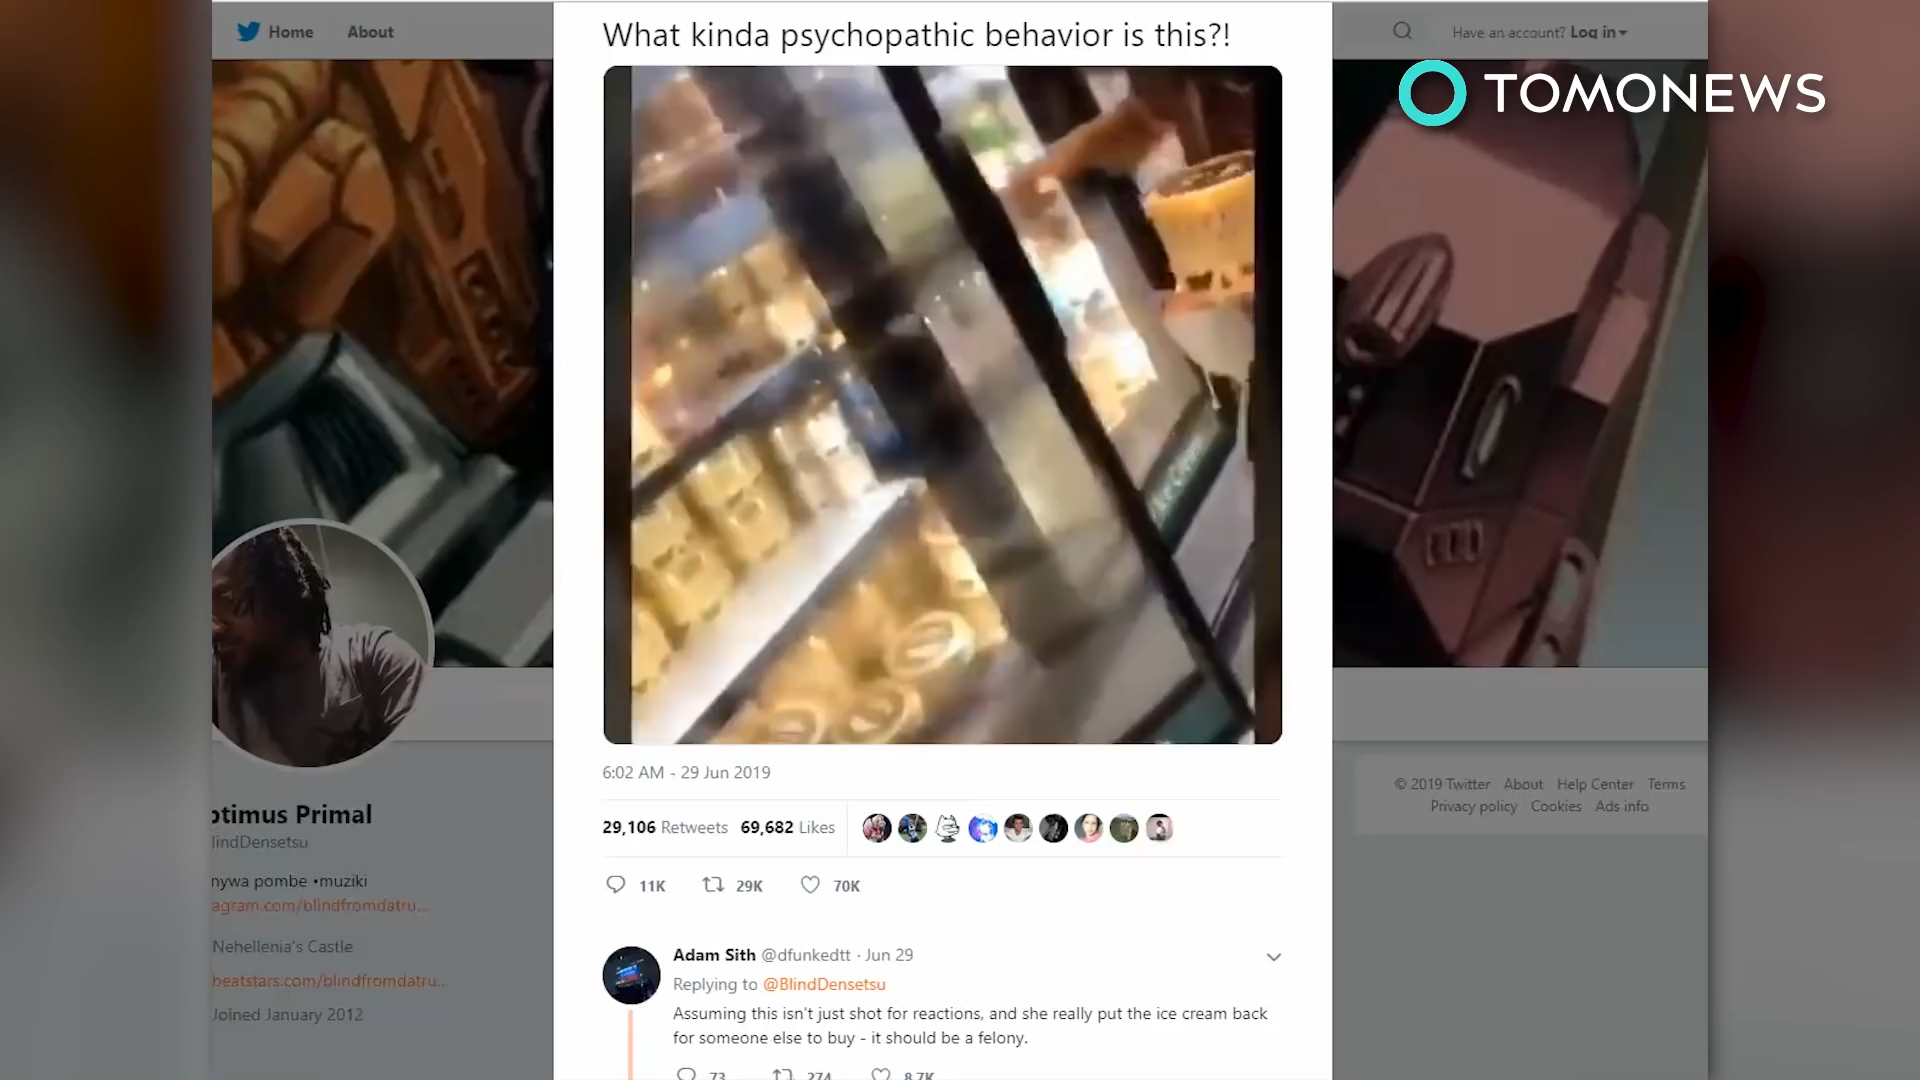 Home About
What kinda psychopathic behavior is this?!
Have an account? Log in
TOMONEWS
6:02 AM - 29 Jun 2019
29,106 Retweets 69,682 Likes
11K 29K 70K
ptimus Primal
lindDensetsu
nywa pombe •muziki
agram.com/blindfromdatru...
Nehellenia's Castle
beatstars.com/blindfromdatru...
Joined January 2012
© 2019 Twitter About Help Center Terms
Privacy policy Cookies Ads info
Adam Sith @dfunkedtt · Jun 29
Replying to @BlindDensetsu
Assuming this isn't just shot for reactions, and she really put the ice cream back
for someone else to buy - it should be a felony.
73 274 8.7K